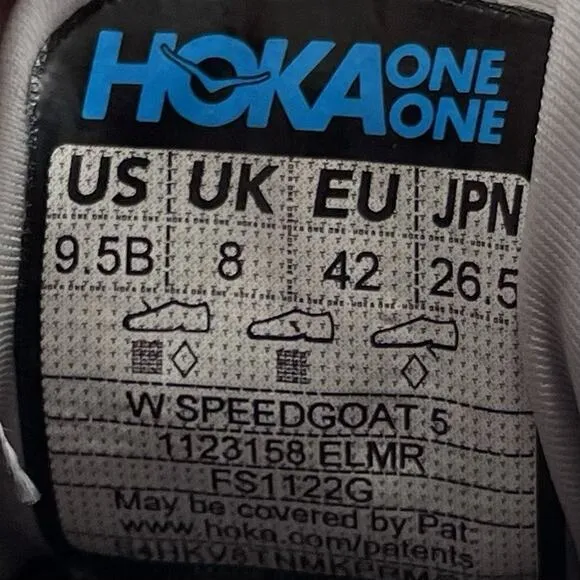 HOKA ONE ONE
US UK EU JPN
9.5B 8 42 26.5
W SPEEDGOAT 5
1123158 ELMR
FS1122G
May be covered by Pat:
www.hoka.com/patents